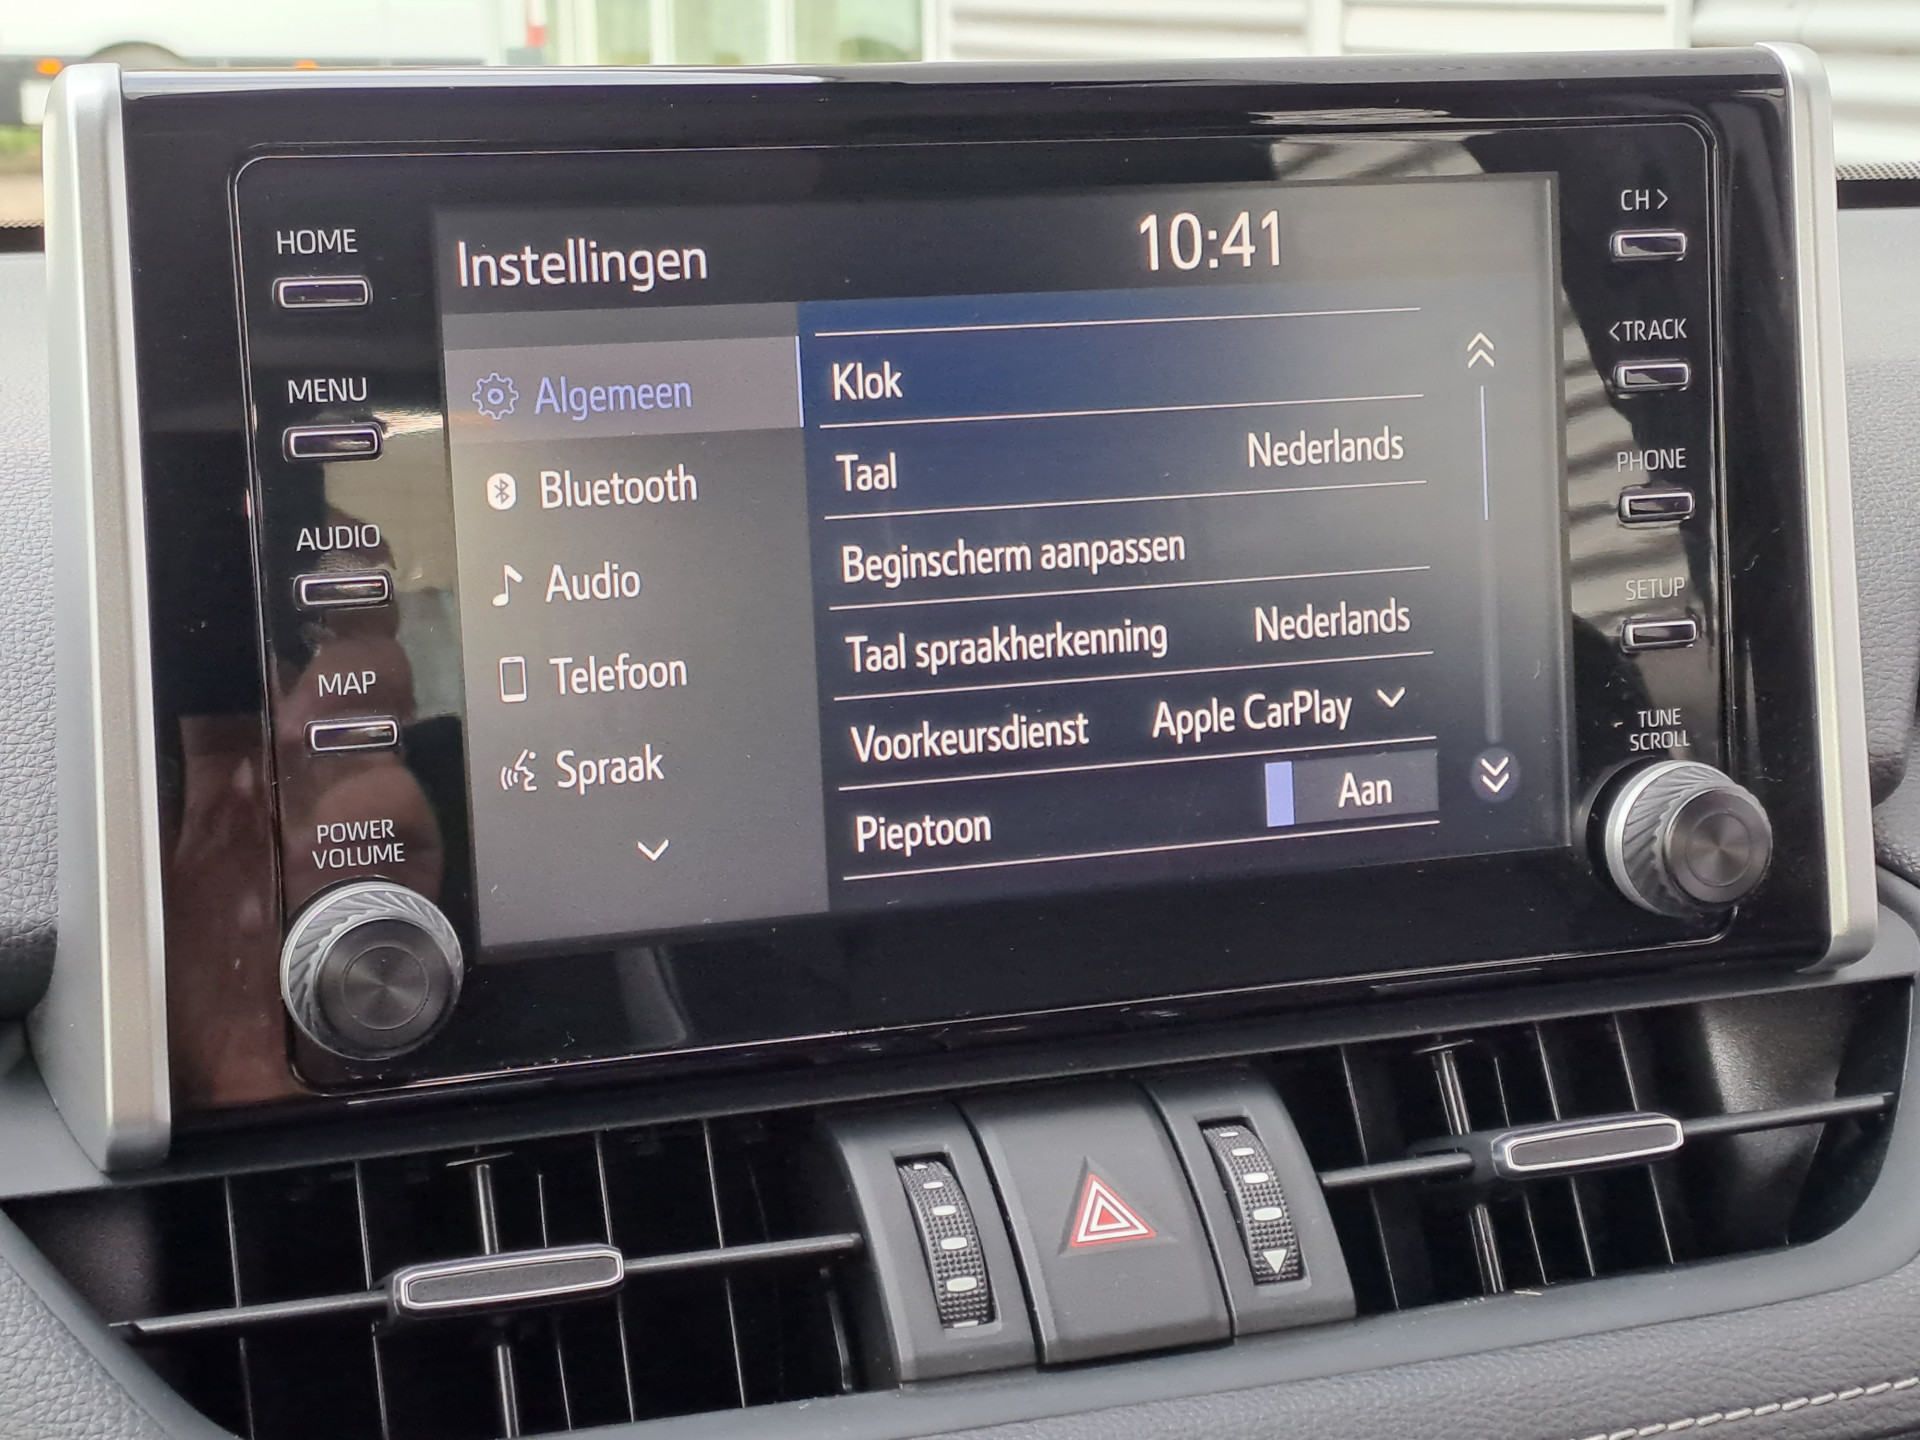 HOME
MENU
AUDIO
MAP
POWER
VOLUME
Instellingen
10:41
Algemeen
Bluetooth
Audio
Telefoon
Spraak
Klok
Taal Nederlands
Beginscherm aanpassen
Taal spraakherkenning Nederlands
Voorkeursdienst Apple CarPlay
Pieptoon Aan
CH >
< TRACK
PHONE
SETUP
TUNE
SCROLL